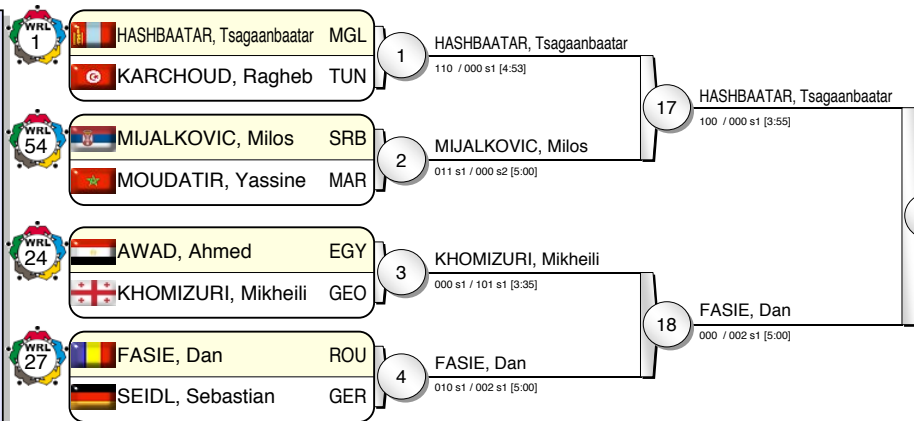 WRL
1
HASHBAATAR, Tsagaanbaatar MGL
KARCHOUD, Ragheb TUN
1
HASHBAATAR, Tsagaanbaatar
110 / 000 s1 [4:53]
WRL
54
MIJALKOVIC, Milos SRB
MOUDATIR, Yassine MAR
2
MIJALKOVIC, Milos
011 s1 / 000 s2 [5:00]
17
HASHBAATAR, Tsagaanbaatar
100 / 000 s1 [3:55]
WRL
24
AWAD, Ahmed EGY
KHOMIZURI, Mikheili GEO
3
KHOMIZURI, Mikheili
000 s1 / 101 s1 [3:35]
WRL
27
FASIE, Dan ROU
SEIDL, Sebastian GER
4
FASIE, Dan
010 s1 / 002 s1 [5:00]
18
FASIE, Dan
000 / 002 s1 [5:00]